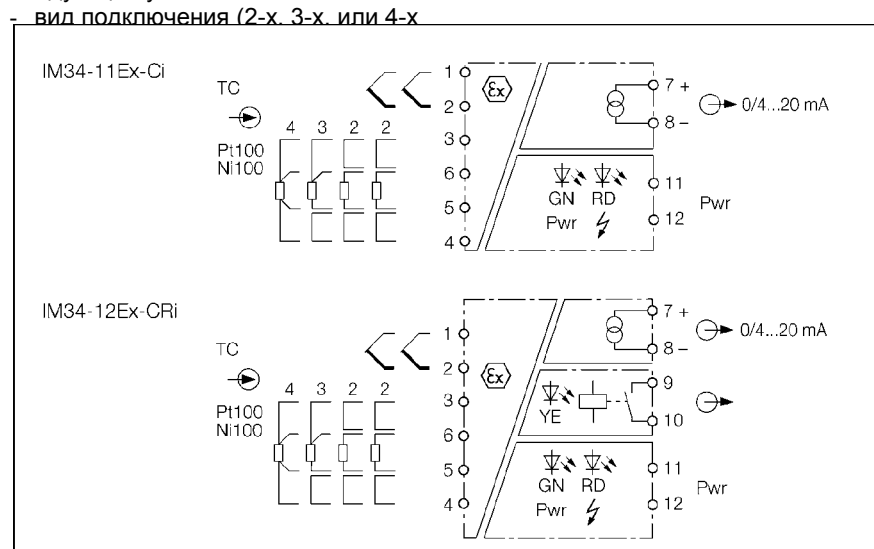 - вид подключения (2-х, 3-х, или 4-х
IM34-11Ex-Ci
TC
4 3 2 2
Pt100
Ni100
1
2
3
6
5
4
εx
7 +
8 –
0/4...20 mA
GN RD
Pwr
11
12
Pwr
IM34-12Ex-CRi
TC
4 3 2 2
Pt100
Ni100
1
2
3
6
5
4
εx
7 +
8 –
0/4...20 mA
YE
9
10
GN RD
Pwr
11
12
Pwr